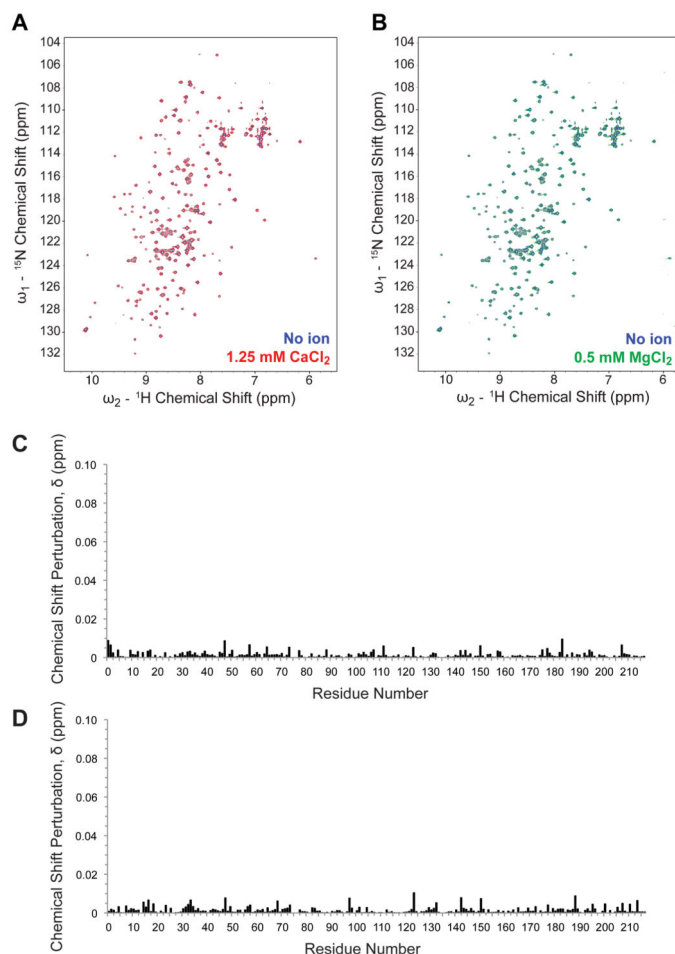 A
B
104
106
108
110
112
114
116
118
120
122
124
126
128
130
132
ω₁ - ¹⁵N Chemical Shift (ppm)
No ion
1.25 mM CaCl₂
10 9 8 7 6
ω₂ - ¹H Chemical Shift (ppm)
104
106
108
110
112
114
116
118
120
122
124
126
128
130
132
ω₁ - ¹⁵N Chemical Shift (ppm)
No ion
0.5 mM MgCl₂
10 9 8 7 6
ω₂ - ¹H Chemical Shift (ppm)
C
Chemical Shift Perturbation, δ (ppm)
0.10
0.08
0.06
0.04
0.02
0
0 10 20 30 40 50 60 70 80 90 100 110 120 130 140 150 160 170 180 190 200 210
Residue Number
D
Chemical Shift Perturbation, δ (ppm)
0.10
0.08
0.06
0.04
0.02
0
0 10 20 30 40 50 60 70 80 90 100 110 120 130 140 150 160 170 180 190 200 210
Residue Number